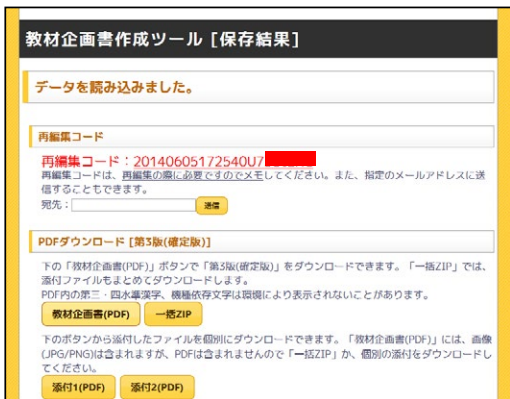 教材企画書作成ツール [保存結果]
データを読み込みました。
再編集コード
再編集コード：20140605172540U7
再編集コードは、再編集の際に必要ですのでメモしてください。また、指定のメールアドレスに送
信することもできます。
宛先： 送信
PDFダウンロード [第3版(確定版)]
下の「教材企画書(PDF)」ボタンで「第3版(確定版)」をダウンロードできます。「一括ZIP」では、
添付ファイルもまとめてダウンロードします。
PDF内の第三・四水準漢字、機種依存文字は環境により表示されないことがあります。
教材企画書(PDF) 一括ZIP
下のボタンから添付したファイルを個別にダウンロードできます。「教材企画書(PDF)」には、画像
(JPG/PNG)は含まれますが、PDFは含まれませんので「一括ZIP」か、個別の添付をダウンロードし
てください。
添付1(PDF) 添付2(PDF)